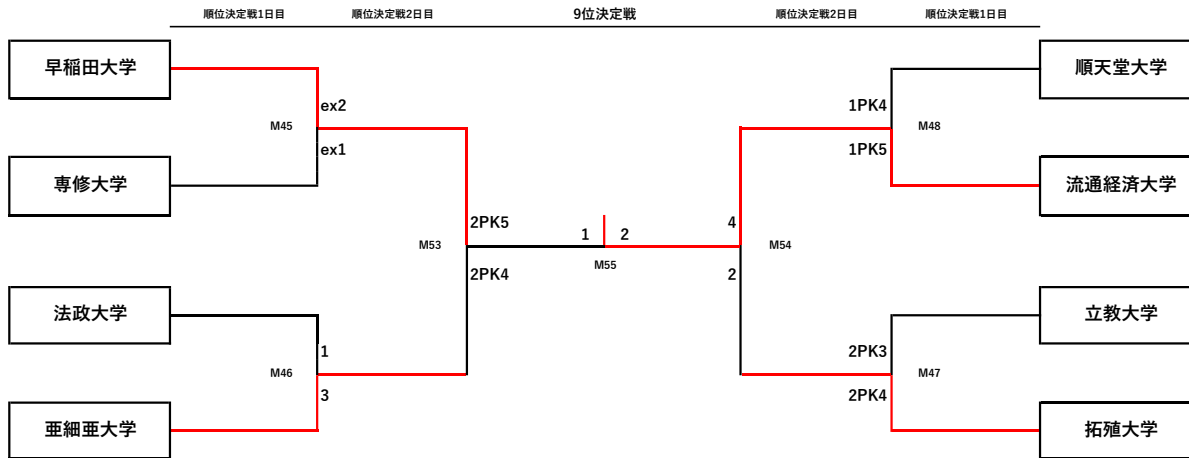 順位決定戦1日目 順位決定戦2日目 9位決定戦 順位決定戦2日目 順位決定戦1日目
早稲田大学 順天堂大学
ex2 1PK4
M45 M48
ex1 1PK5
専修大学 流通経済大学
2PK5 4
1 2
M53 M54
M55
2PK4 2
法政大学 立教大学
1 2PK3
M46 M47
3 2PK4
亜細亜大学 拓殖大学